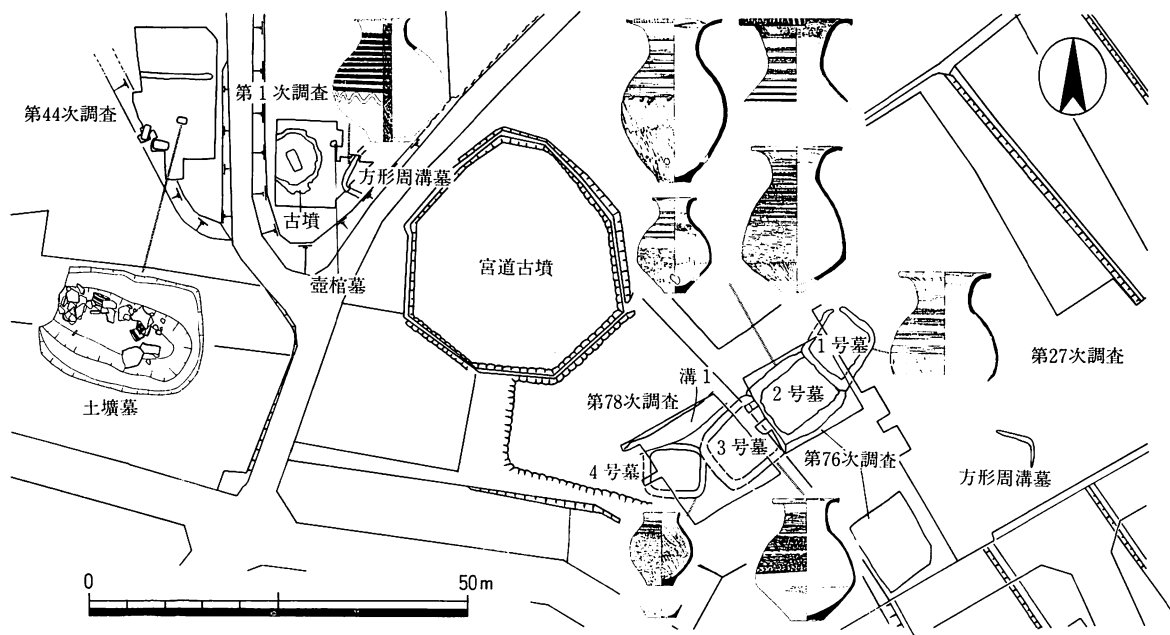 第44次調査
第1次調査
方形周溝墓
古墳
壺棺墓
宮道古墳
土壙墓
1号墓
2号墓
第27次調査
溝1
第78次調査
3号墓
第76次調査
4号墓
方形周溝墓
0
50m